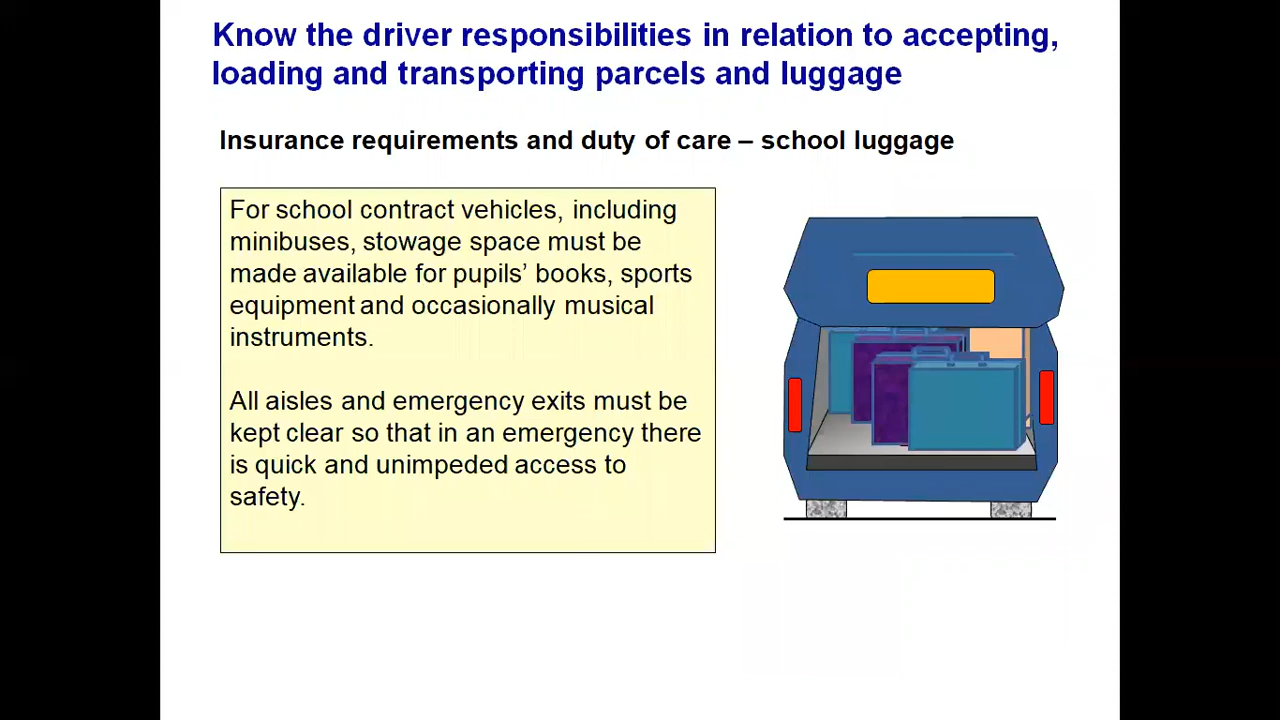 Know the driver responsibilities in relation to accepting,
loading and transporting parcels and luggage
Insurance requirements and duty of care – school luggage
For school contract vehicles, including
minibuses, stowage space must be
made available for pupils’ books, sports
equipment and occasionally musical
instruments.
All aisles and emergency exits must be
kept clear so that in an emergency there
is quick and unimpeded access to
safety.